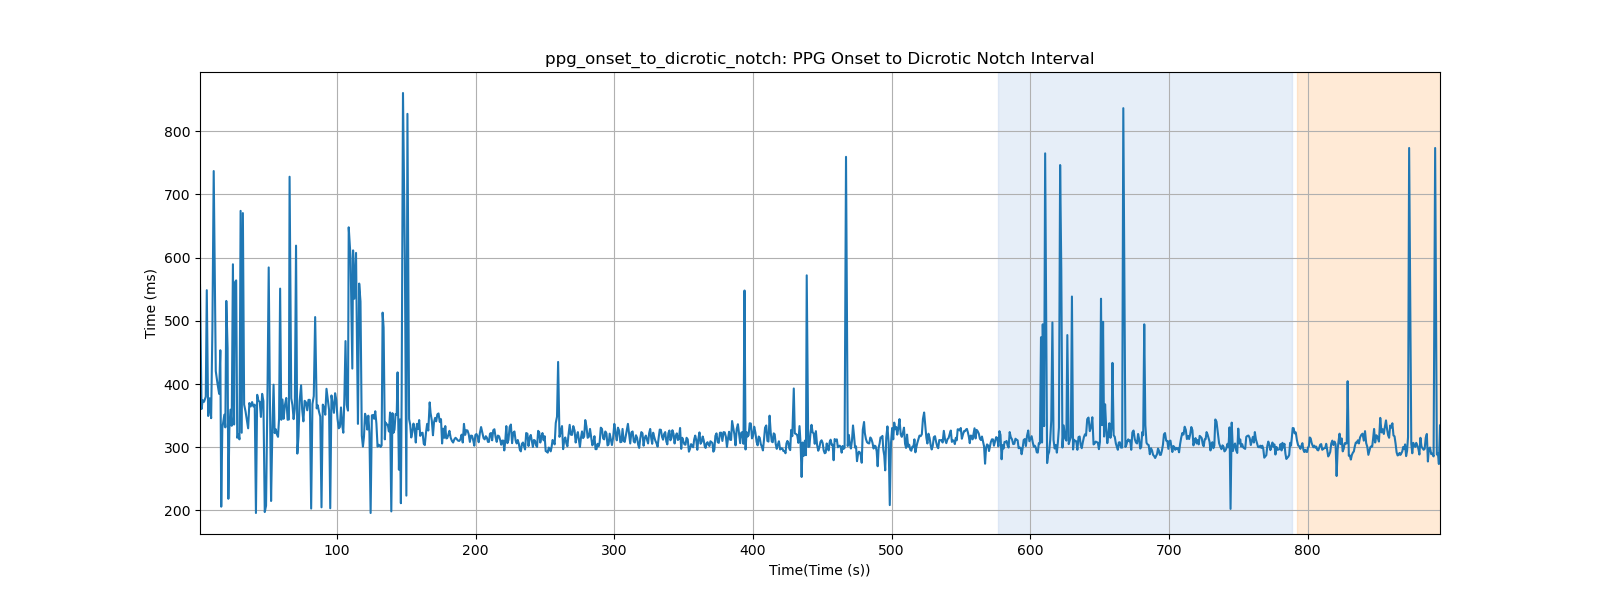 ppg_onset_to_dicrotic_notch: PPG Onset to Dicrotic Notch Interval
800
700
600
500
400
300
200
Time (ms)
100 200 300 400 500 600 700 800
Time(Time (s))